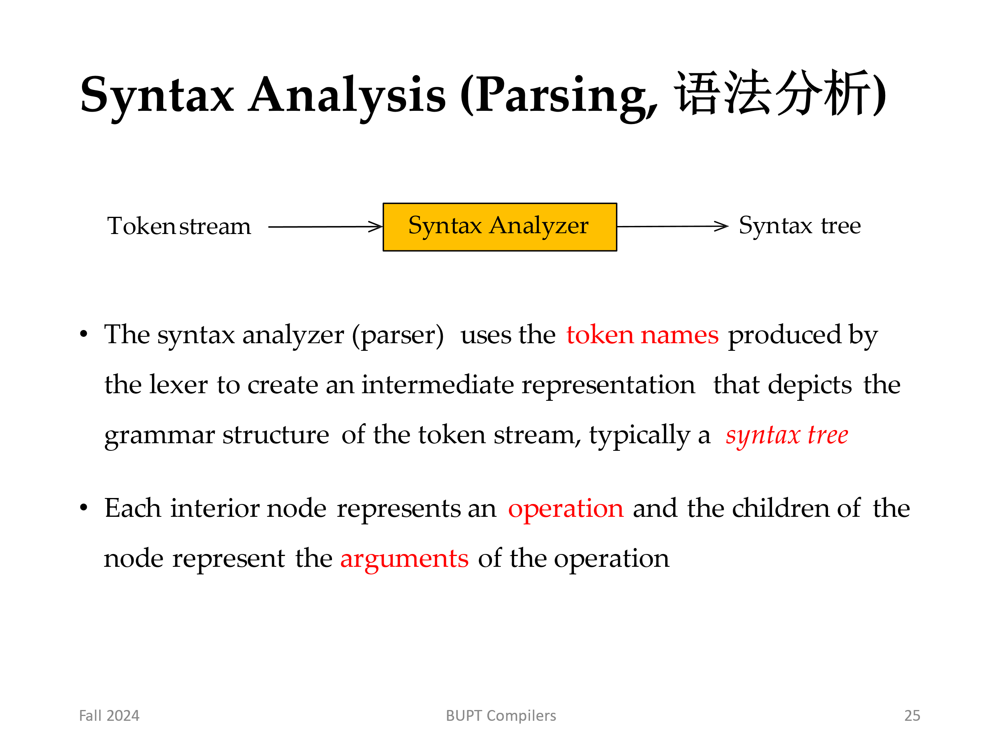 Syntax Analysis (Parsing, 语法分析)
Token stream
Syntax Analyzer
Syntax tree
• The syntax analyzer (parser) uses the token names produced by
the lexer to create an intermediate representation that depicts the
grammar structure of the token stream, typically a syntax tree
• Each interior node represents an operation and the children of the
node represent the arguments of the operation
Fall 2024
BUPT Compilers
25